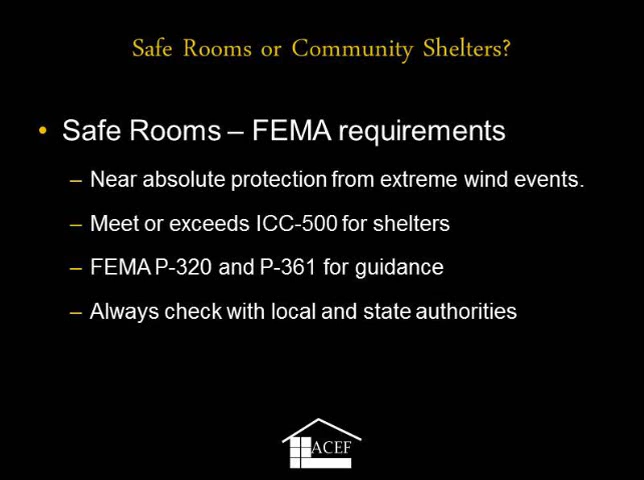 Safe Rooms or Community Shelters?
• Safe Rooms – FEMA requirements
– Near absolute protection from extreme wind events.
– Meet or exceeds ICC-500 for shelters
– FEMA P-320 and P-361 for guidance
– Always check with local and state authorities
ACEF